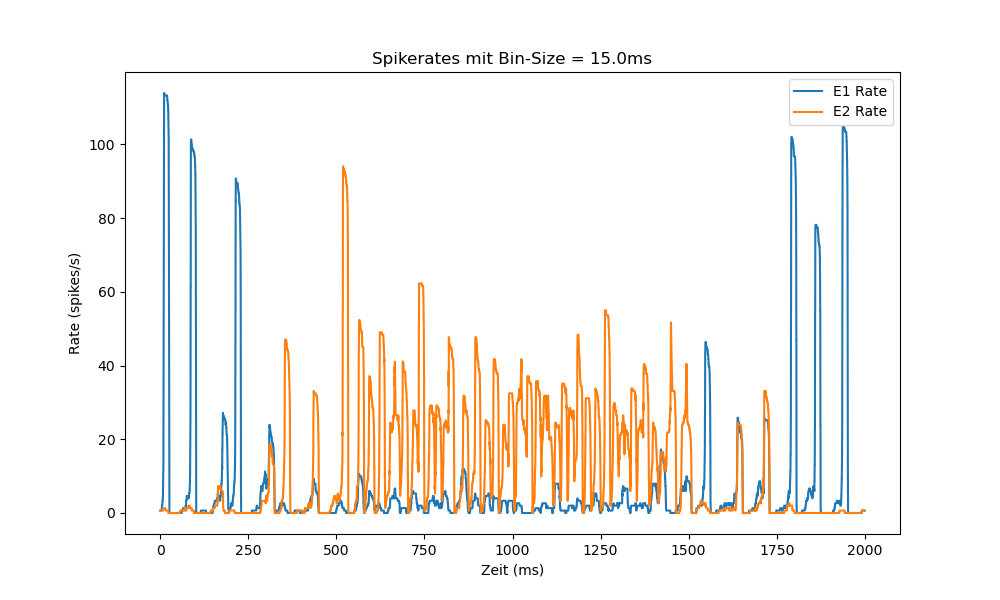 Spikerates mit Bin-Size = 15.0ms
E1 Rate
E2 Rate
100
80
60
40
20
0
Rate (spikes/s)
0 250 500 750 1000 1250 1500 1750 2000
Zeit (ms)